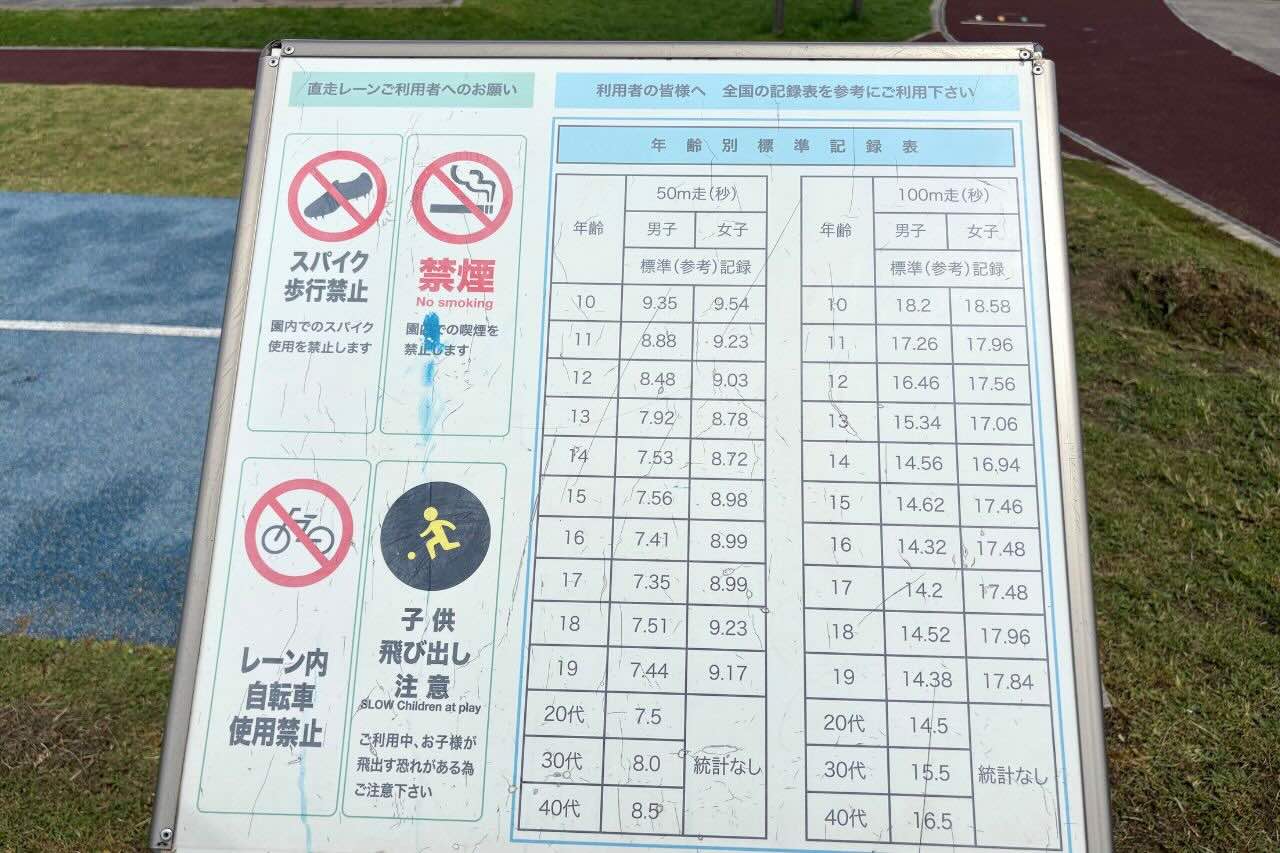 直走レーンご利用者へのお願い
スパイク
歩行禁止
園内でのスパイク
使用を禁止します
禁煙
No smoking
園内での喫煙を
禁止します
レーン内
自転車
使用禁止
子供
飛び出し
注意
SLOW Children at play
ご利用中、お子様が
飛出す恐れがある為
ご注意下さい
利用者の皆様へ 全国の記録表を参考にご利用下さい
年齢別標準記録表
年齢 50m走(秒)
男子 女子
標準(参考)記録
10 9.35 9.54
11 8.88 9.23
12 8.48 9.03
13 7.92 8.78
14 7.53 8.72
15 7.56 8.98
16 7.41 8.99
17 7.35 8.99
18 7.51 9.23
19 7.44 9.17
20代 7.5
30代 8.0 統計なし
40代 8.5
年齢 100m走(秒)
男子 女子
標準(参考)記録
10 18.2 18.58
11 17.26 17.96
12 16.46 17.56
13 15.34 17.06
14 14.56 16.94
15 14.62 17.46
16 14.32 17.48
17 14.2 17.48
18 14.52 17.96
19 14.38 17.84
20代 14.5
30代 15.5 統計なし
40代 16.5